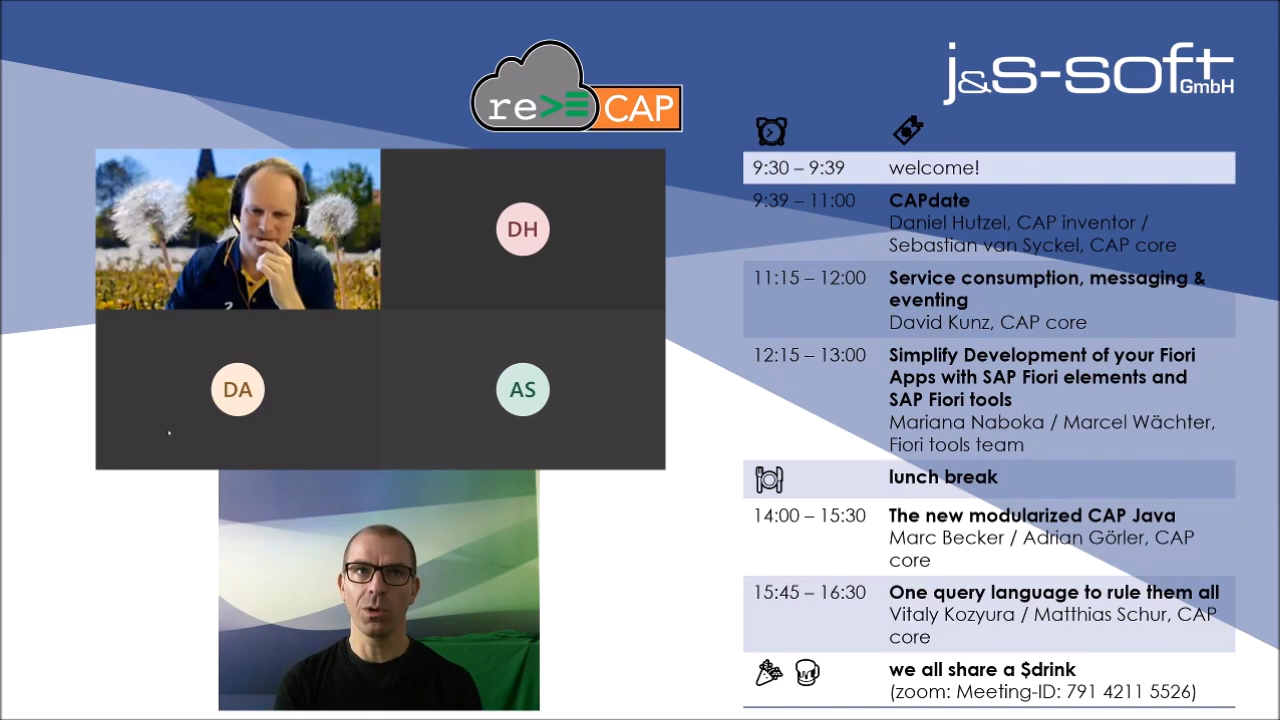 re>≡ CAP
j&s-soft
GmbH
9:30 – 9:39 welcome!
9:39 – 11:00 CAPdate
Daniel Hutzel, CAP inventor /
Sebastian van Syckel, CAP core
11:15 – 12:00 Service consumption, messaging &
eventing
David Kunz, CAP core
12:15 – 13:00 Simplify Development of your Fiori
Apps with SAP Fiori elements and
SAP Fiori tools
Mariana Naboka / Marcel Wächter,
Fiori tools team
lunch break
14:00 – 15:30 The new modularized CAP Java
Marc Becker / Adrian Görler, CAP
core
15:45 – 16:30 One query language to rule them all
Vitaly Kozyura / Matthias Schur, CAP
core
we all share a $drink
(zoom: Meeting-ID: 791 4211 5526)
DH
DA
AS